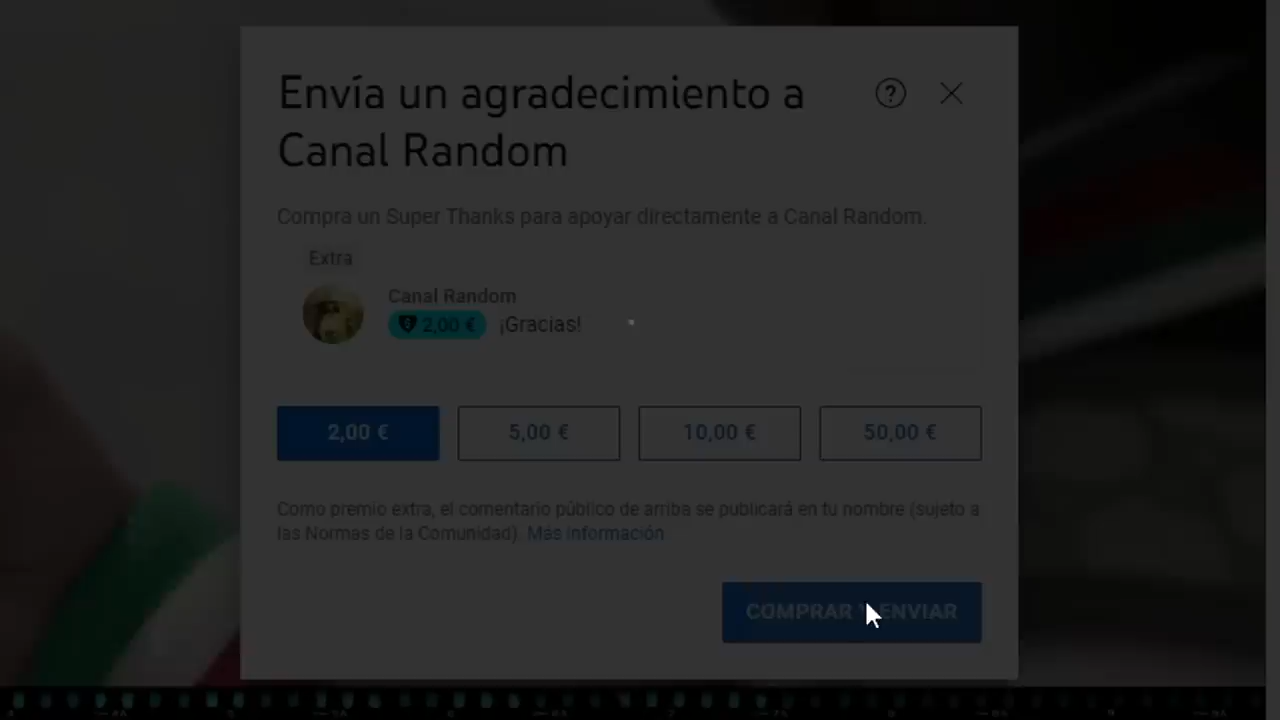 Envía un agradecimiento a
Canal Random
Compra un Super Thanks para apoyar directamente a Canal Random.
Extra
Canal Random
2,00 € ¡Gracias!
2,00 €
5,00 €
10,00 €
50,00 €
Como premio extra, el comentario público de arriba se publicará en tu nombre (sujeto a
las Normas de la Comunidad). Más información
COMPRAR Y ENVIAR